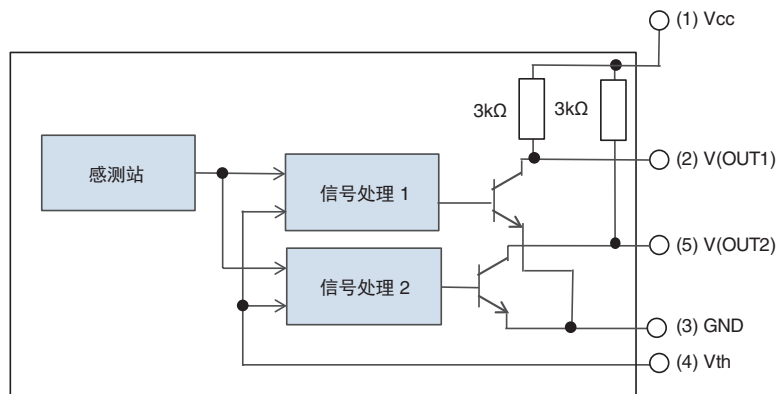 (1) Vcc
3kΩ 3kΩ
感测站
信号处理 1
(2) V(OUT1)
信号处理 2
(5) V(OUT2)
(3) GND
(4) Vth